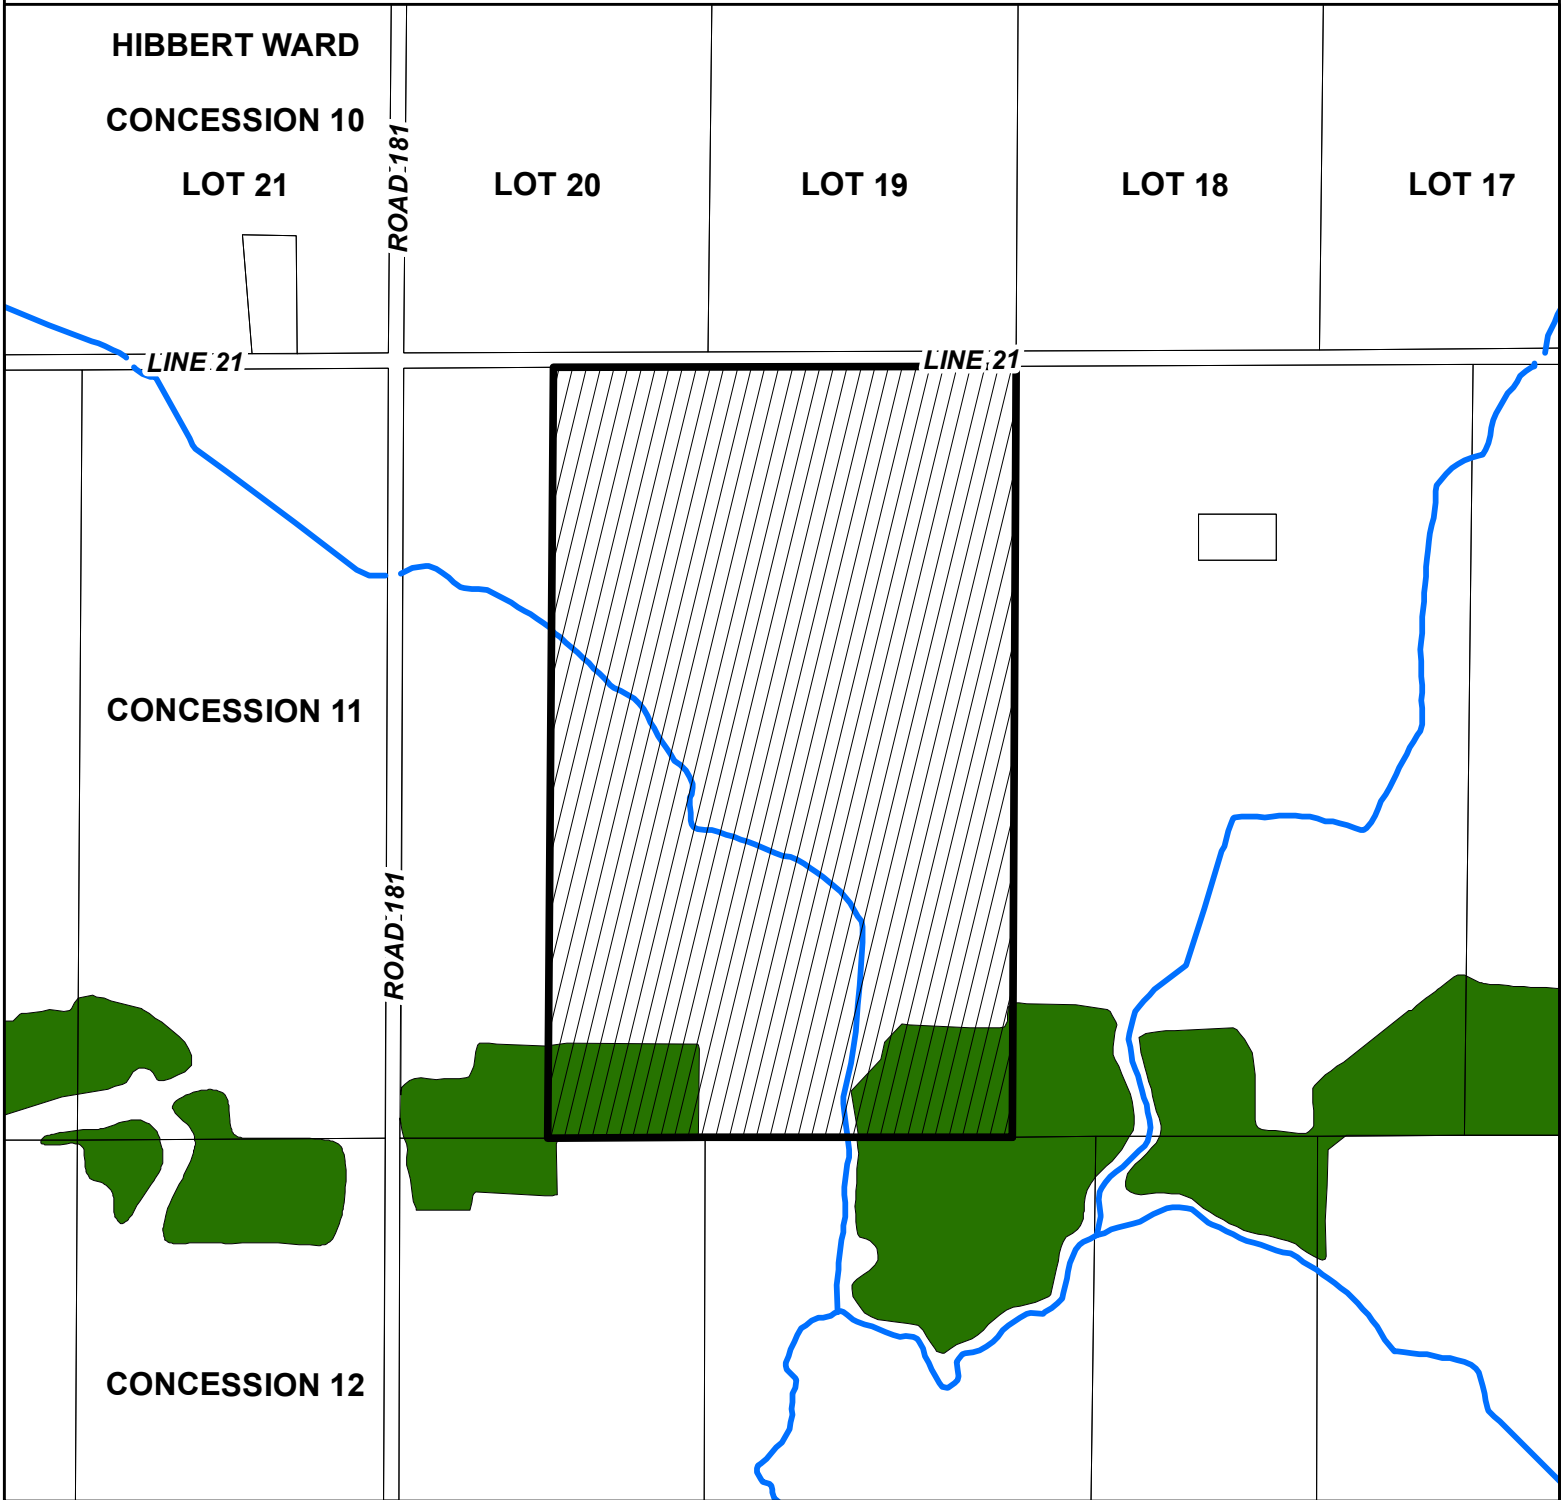 HIBBERT WARD
CONCESSION 10
ROAD 181
LOT 21
LOT 20
LOT 19
LOT 18
LOT 17
LINE 21
LINE 21
CONCESSION 11
ROAD 181
CONCESSION 12